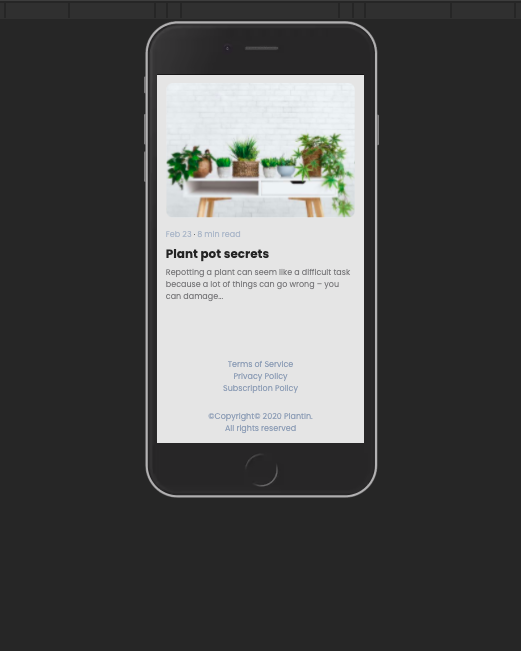 Feb 23 · 8 min read
Plant pot secrets
Repotting a plant can seem like a difficult task
because a lot of things can go wrong – you
can damage...
Terms of Service
Privacy Policy
Subscription Policy
©Copyright© 2020 Plantin.
All rights reserved